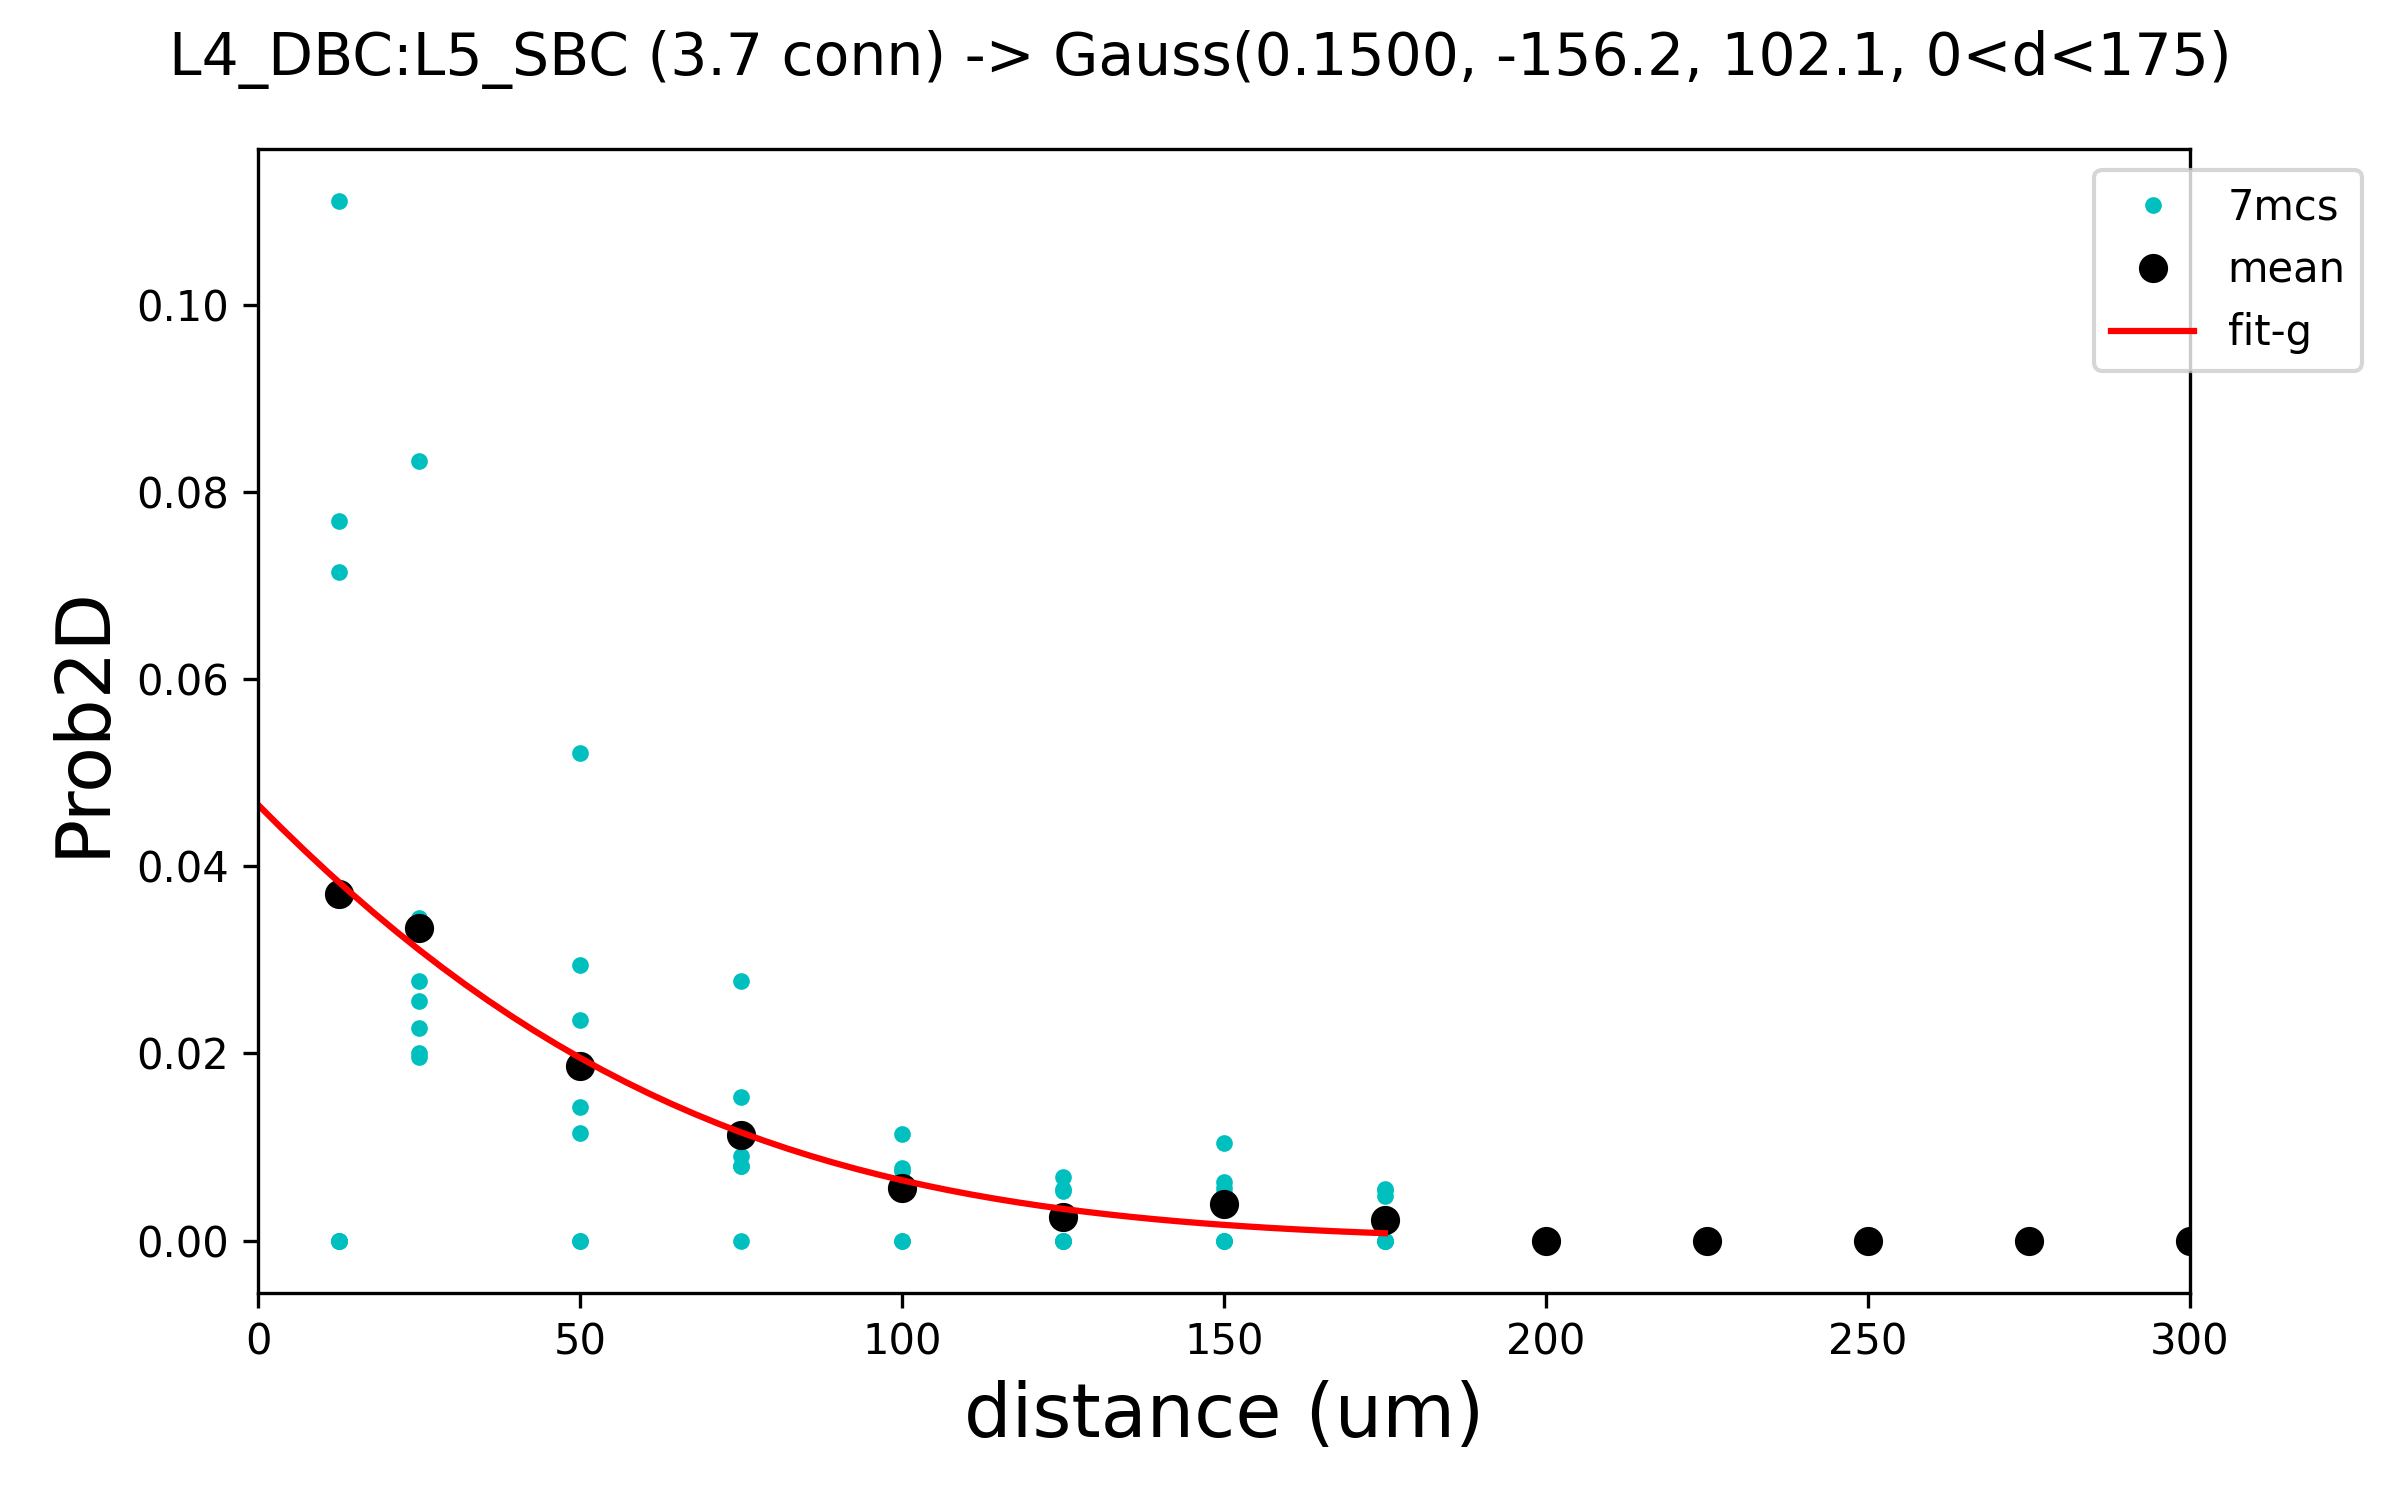 L4_DBC:L5_SBC (3.7 conn) -> Gauss(0.1500, -156.2, 102.1, 0<d<175)
7mcs
mean
fit-g
Prob2D
0.10
0.08
0.06
0.04
0.02
0.00
0 50 100 150 200 250 300
distance (um)